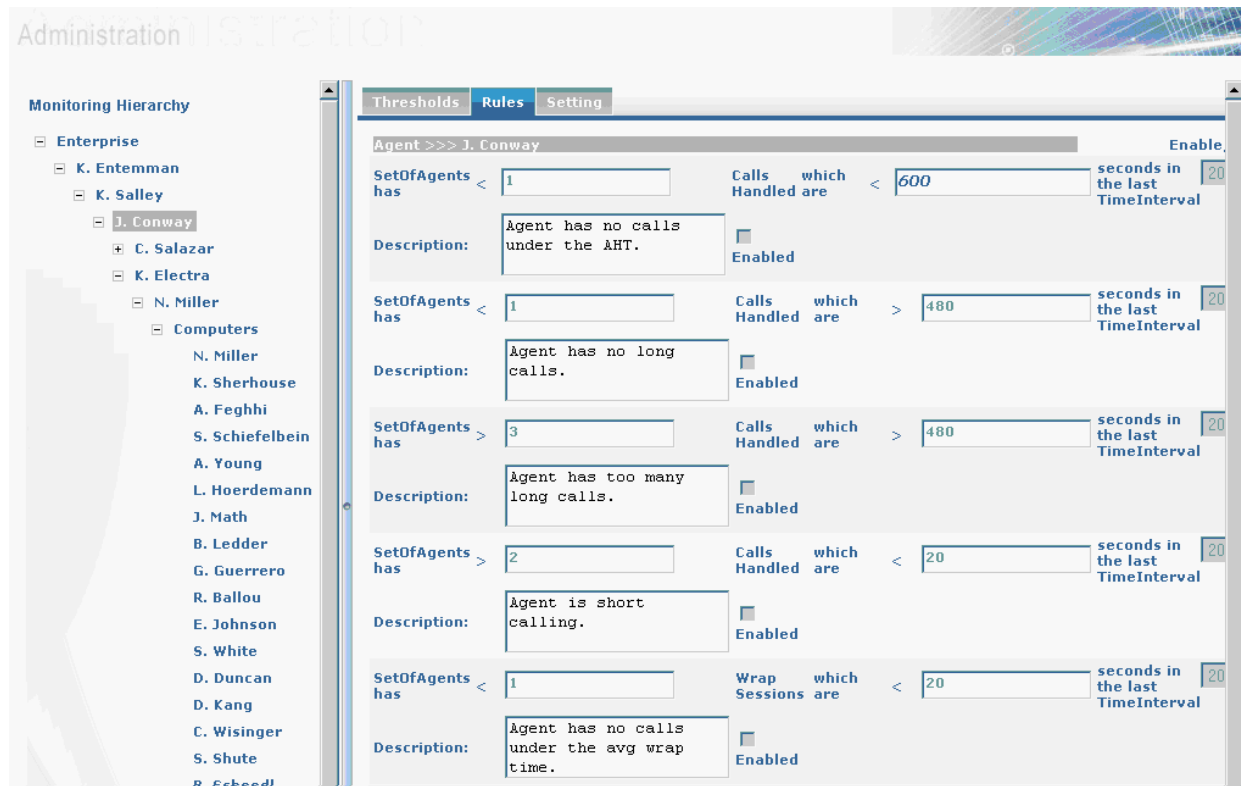 Administration
Monitoring Hierarchy
Enterprise
K. Entemman
K. Salley
J. Conway
C. Salazar
K. Electra
N. Miller
Computers
N. Miller
K. Sherhouse
A. Feghhi
S. Schiefelbein
A. Young
L. Hoerdemann
J. Math
B. Ledder
G. Guerrero
R. Ballou
E. Johnson
S. White
D. Duncan
D. Kang
C. Wisinger
S. Shute
Thresholds Rules Setting
Agent >>> J. Conway Enable
SetOfAgents has < 1 Calls Handled which are < 600 seconds in the last TimeInterval 20
Description: Agent has no calls under the AHT. Enabled
SetOfAgents has < 1 Calls Handled which are > 480 seconds in the last TimeInterval 20
Description: Agent has no long calls. Enabled
SetOfAgents has > 3 Calls Handled which are > 480 seconds in the last TimeInterval 20
Description: Agent has too many long calls. Enabled
SetOfAgents has > 2 Calls Handled which are < 20 seconds in the last TimeInterval 20
Description: Agent is short calling. Enabled
SetOfAgents has < 1 Wrap Sessions which are < 20 seconds in the last TimeInterval 20
Description: Agent has no calls under the avg wrap time. Enabled